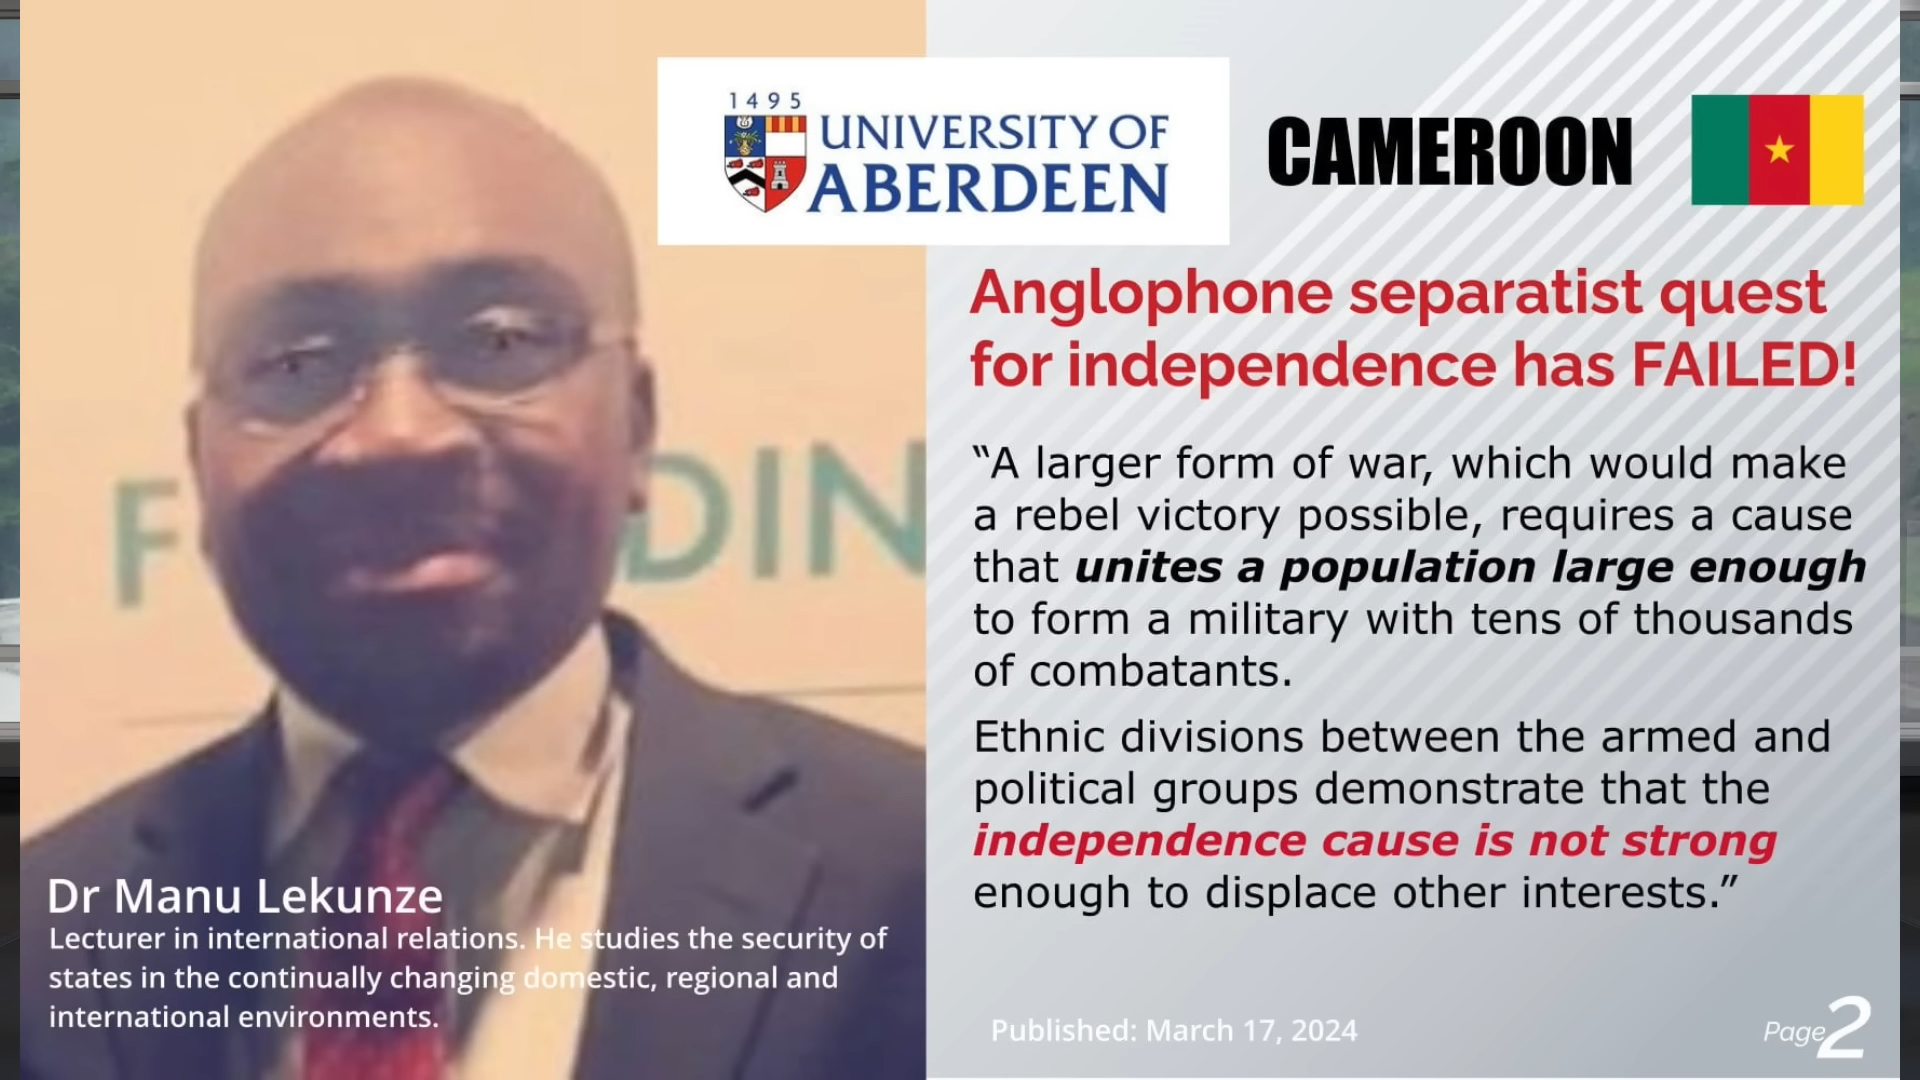 1495
UNIVERSITY OF
ABERDEEN
CAMEROON
Anglophone separatist quest
for independence has FAILED!
“A larger form of war, which would make
a rebel victory possible, requires a cause
that unites a population large enough
to form a military with tens of thousands
of combatants.
Ethnic divisions between the armed and
political groups demonstrate that the
independence cause is not strong
enough to displace other interests.”
F
DIN
Dr Manu Lekunze
Lecturer in international relations. He studies the security of
states in the continually changing domestic, regional and
international environments.
Published: March 17, 2024
Page 2